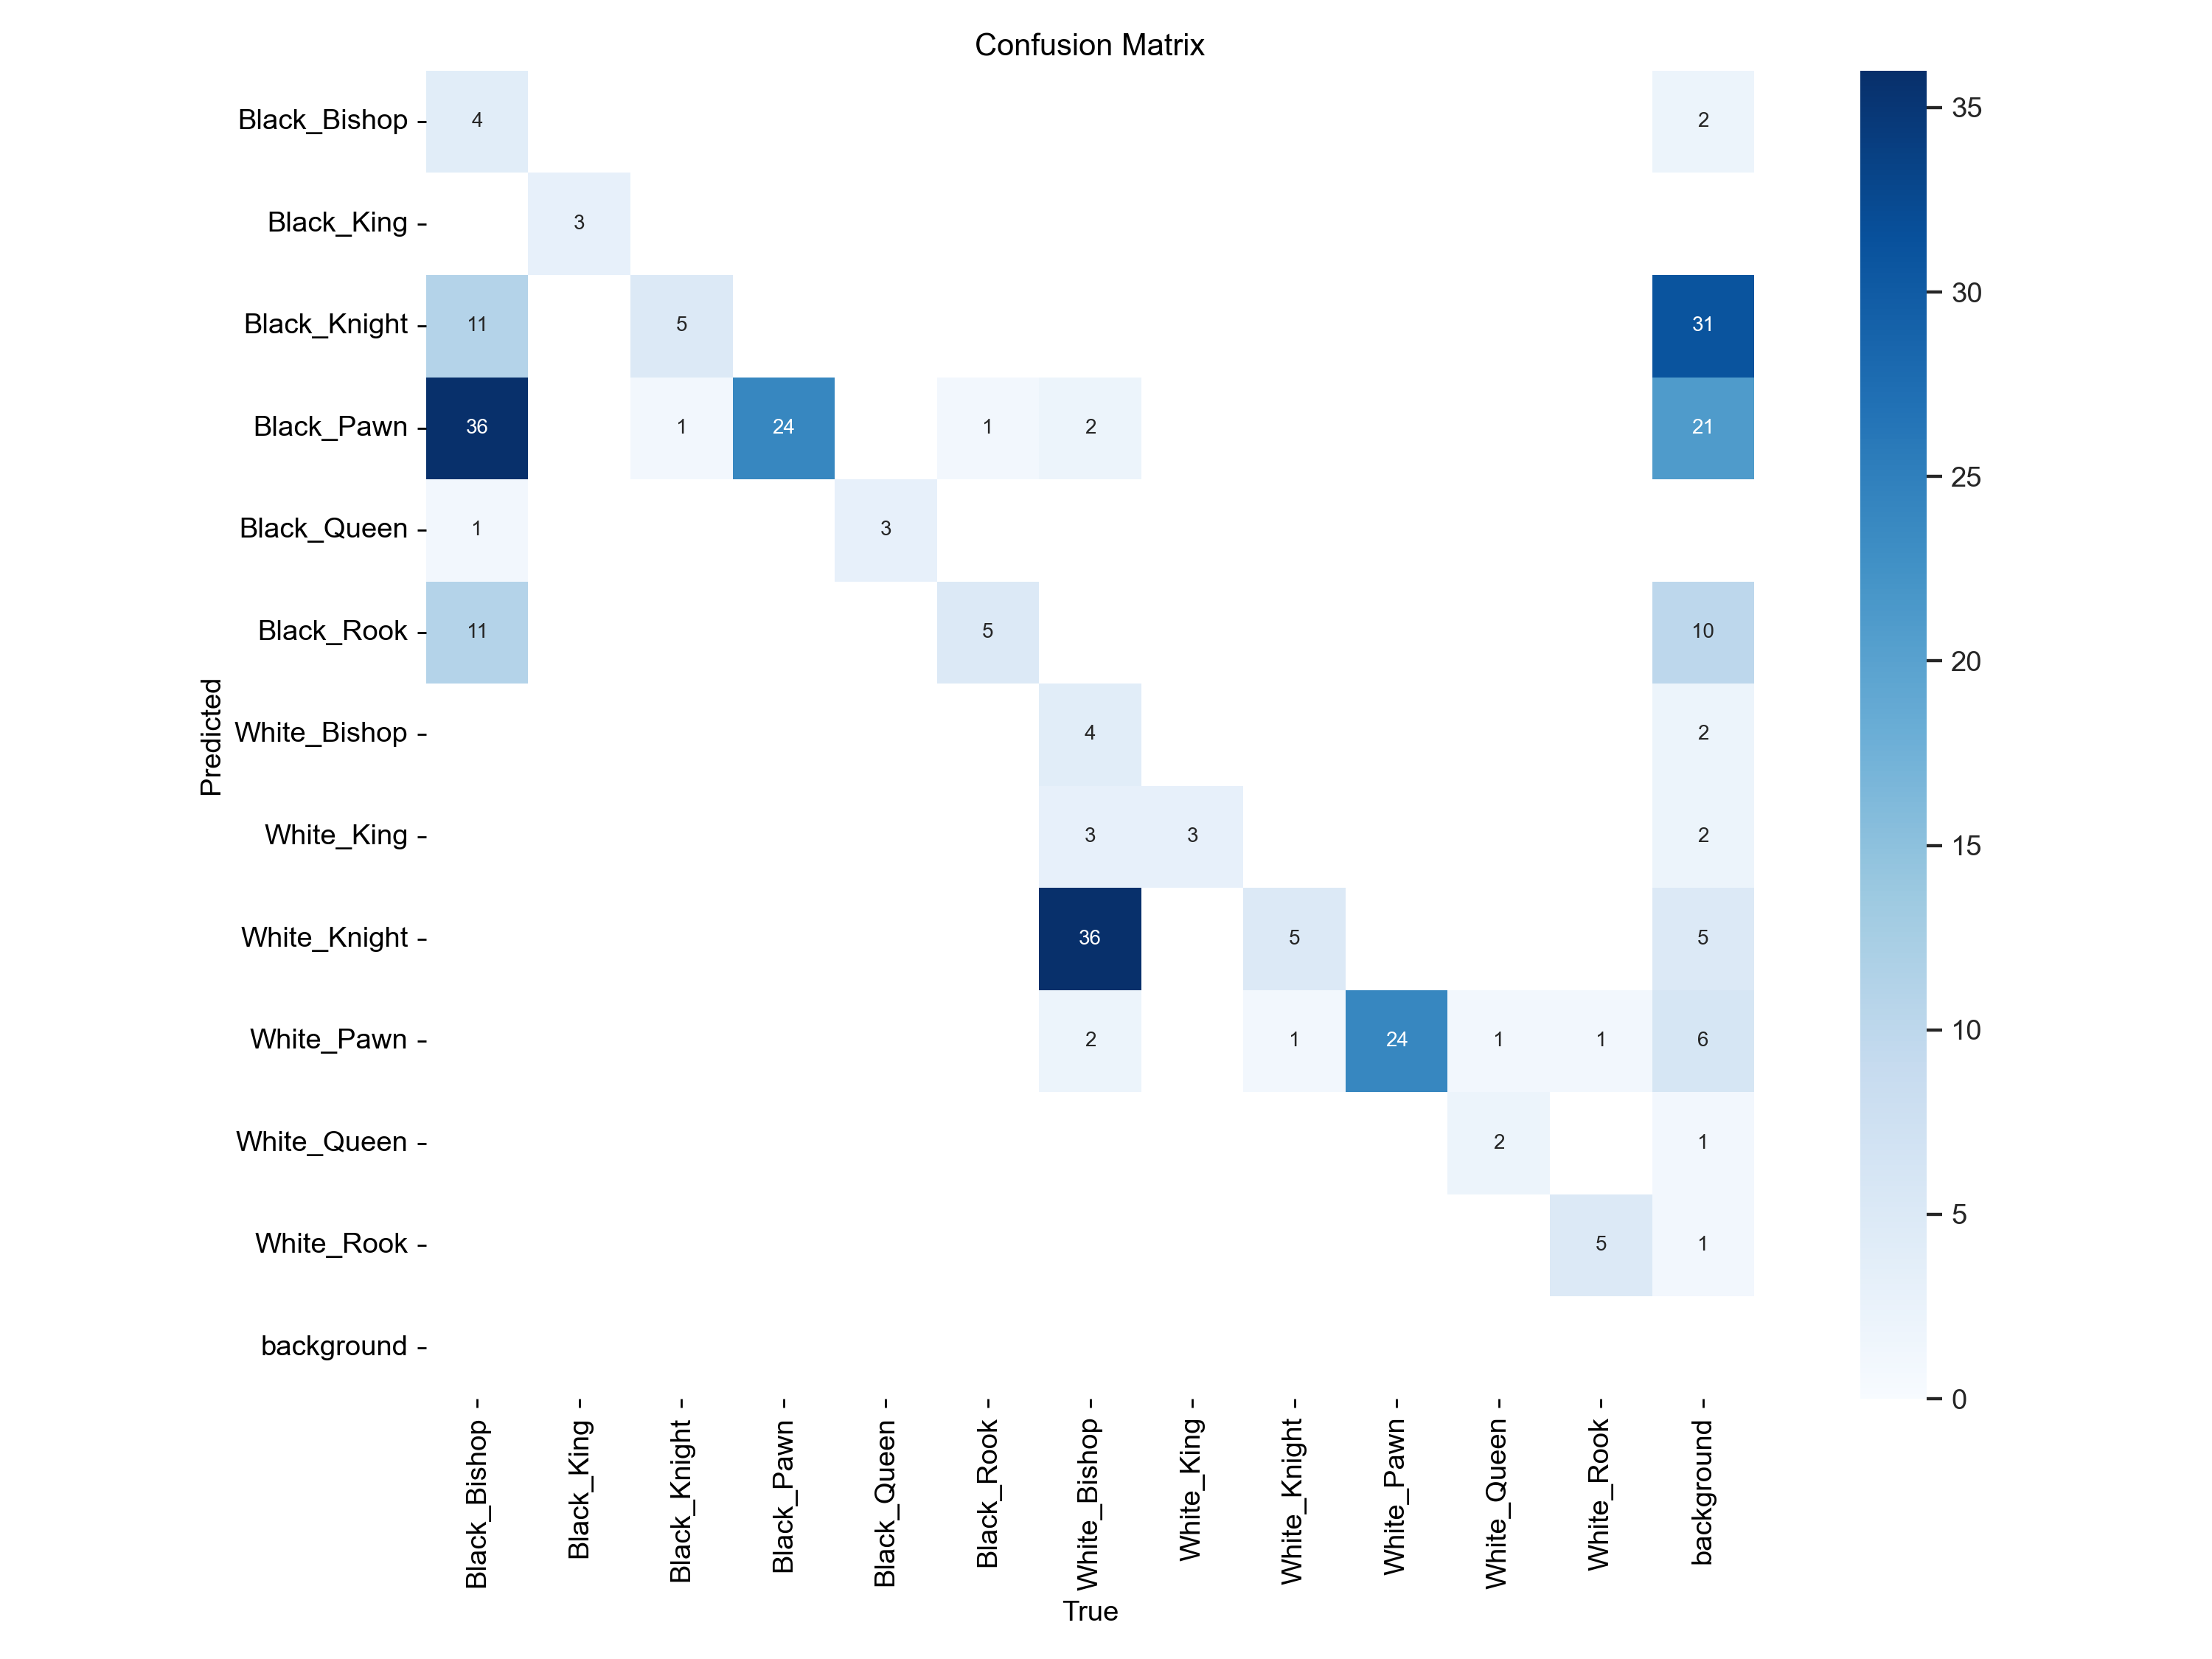 Confusion Matrix
Black_Bishop 4 2
Black_King 3
Black_Knight 11 5 31
Black_Pawn 36 1 24 1 2 21
Black_Queen 1 3
Black_Rook 11 5 10
White_Bishop 4 2
White_King 3 3 2
White_Knight 36 5 5
White_Pawn 2 1 24 1 1 6
White_Queen 2 1
White_Rook 5 1
background
Predicted
Black_Bishop
Black_King
Black_Knight
Black_Pawn
Black_Queen
Black_Rook
White_Bishop
White_King
White_Knight
White_Pawn
White_Queen
White_Rook
background
True
35
30
25
20
15
10
5
0